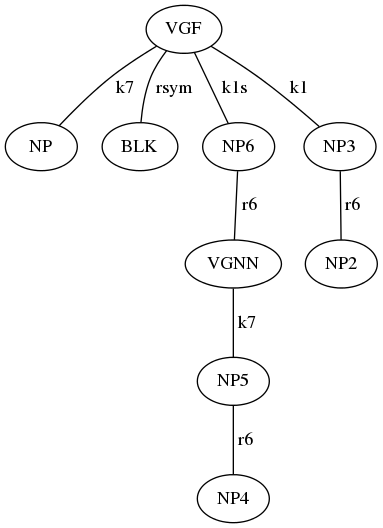 VGF
k7 rsym k1s k1
NP BLK NP6 NP3
r6 r6
VGNN NP2
k7
NP5
r6
NP4